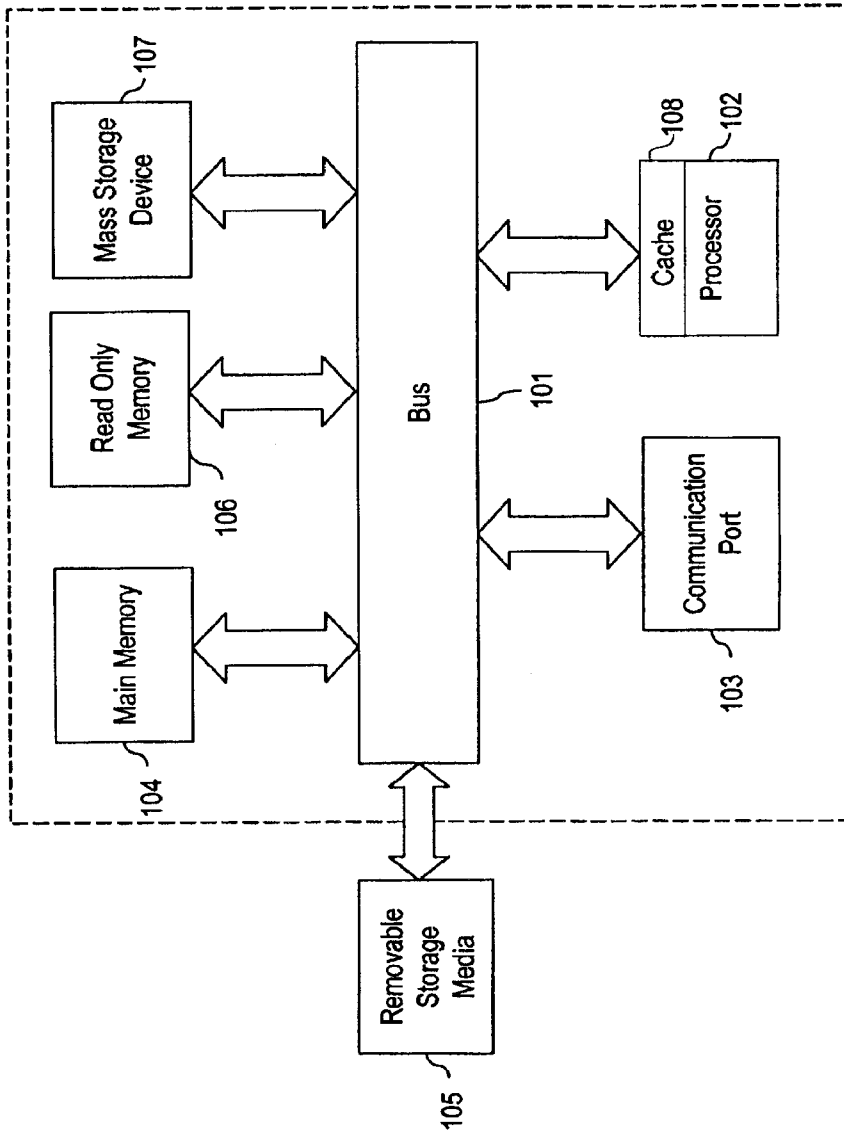 Main Memory
104
Read Only
Memory
106
Mass Storage
Device
107
Removable
Storage
Media
105
Bus
101
Communication
Port
103
Cache
108
Processor
102